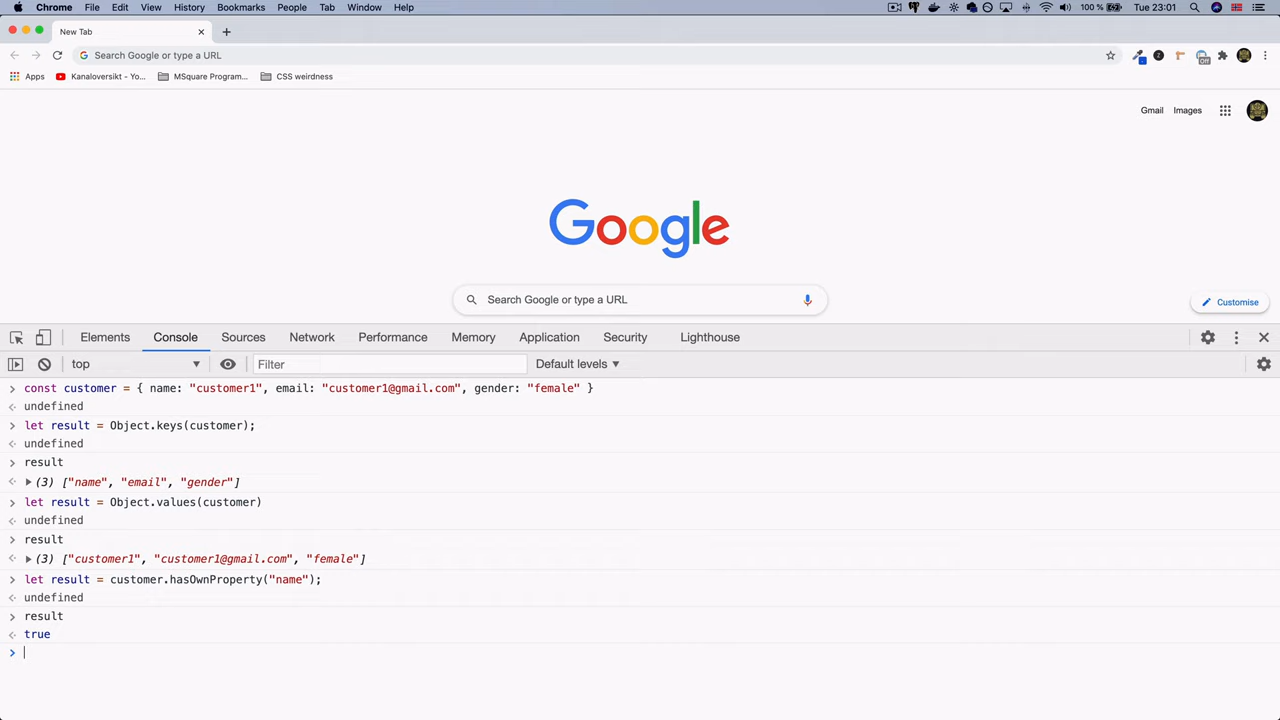 Chrome File Edit View History Bookmarks People Tab Window Help 100 % Tue 23:01
New Tab
Search Google or type a URL
Off
Apps Kanaloversikt - Yo... MSquare Program... CSS weirdness
Gmail Images
Google
Search Google or type a URL
Customise
Elements Console Sources Network Performance Memory Application Security Lighthouse
top Filter Default levels
const customer = { name: "customer1", email: "customer1@gmail.com", gender: "female" }
undefined
let result = Object.keys(customer);
undefined
result
(3) ["name", "email", "gender"]
let result = Object.values(customer)
undefined
result
(3) ["customer1", "customer1@gmail.com", "female"]
let result = customer.hasOwnProperty("name");
undefined
result
true